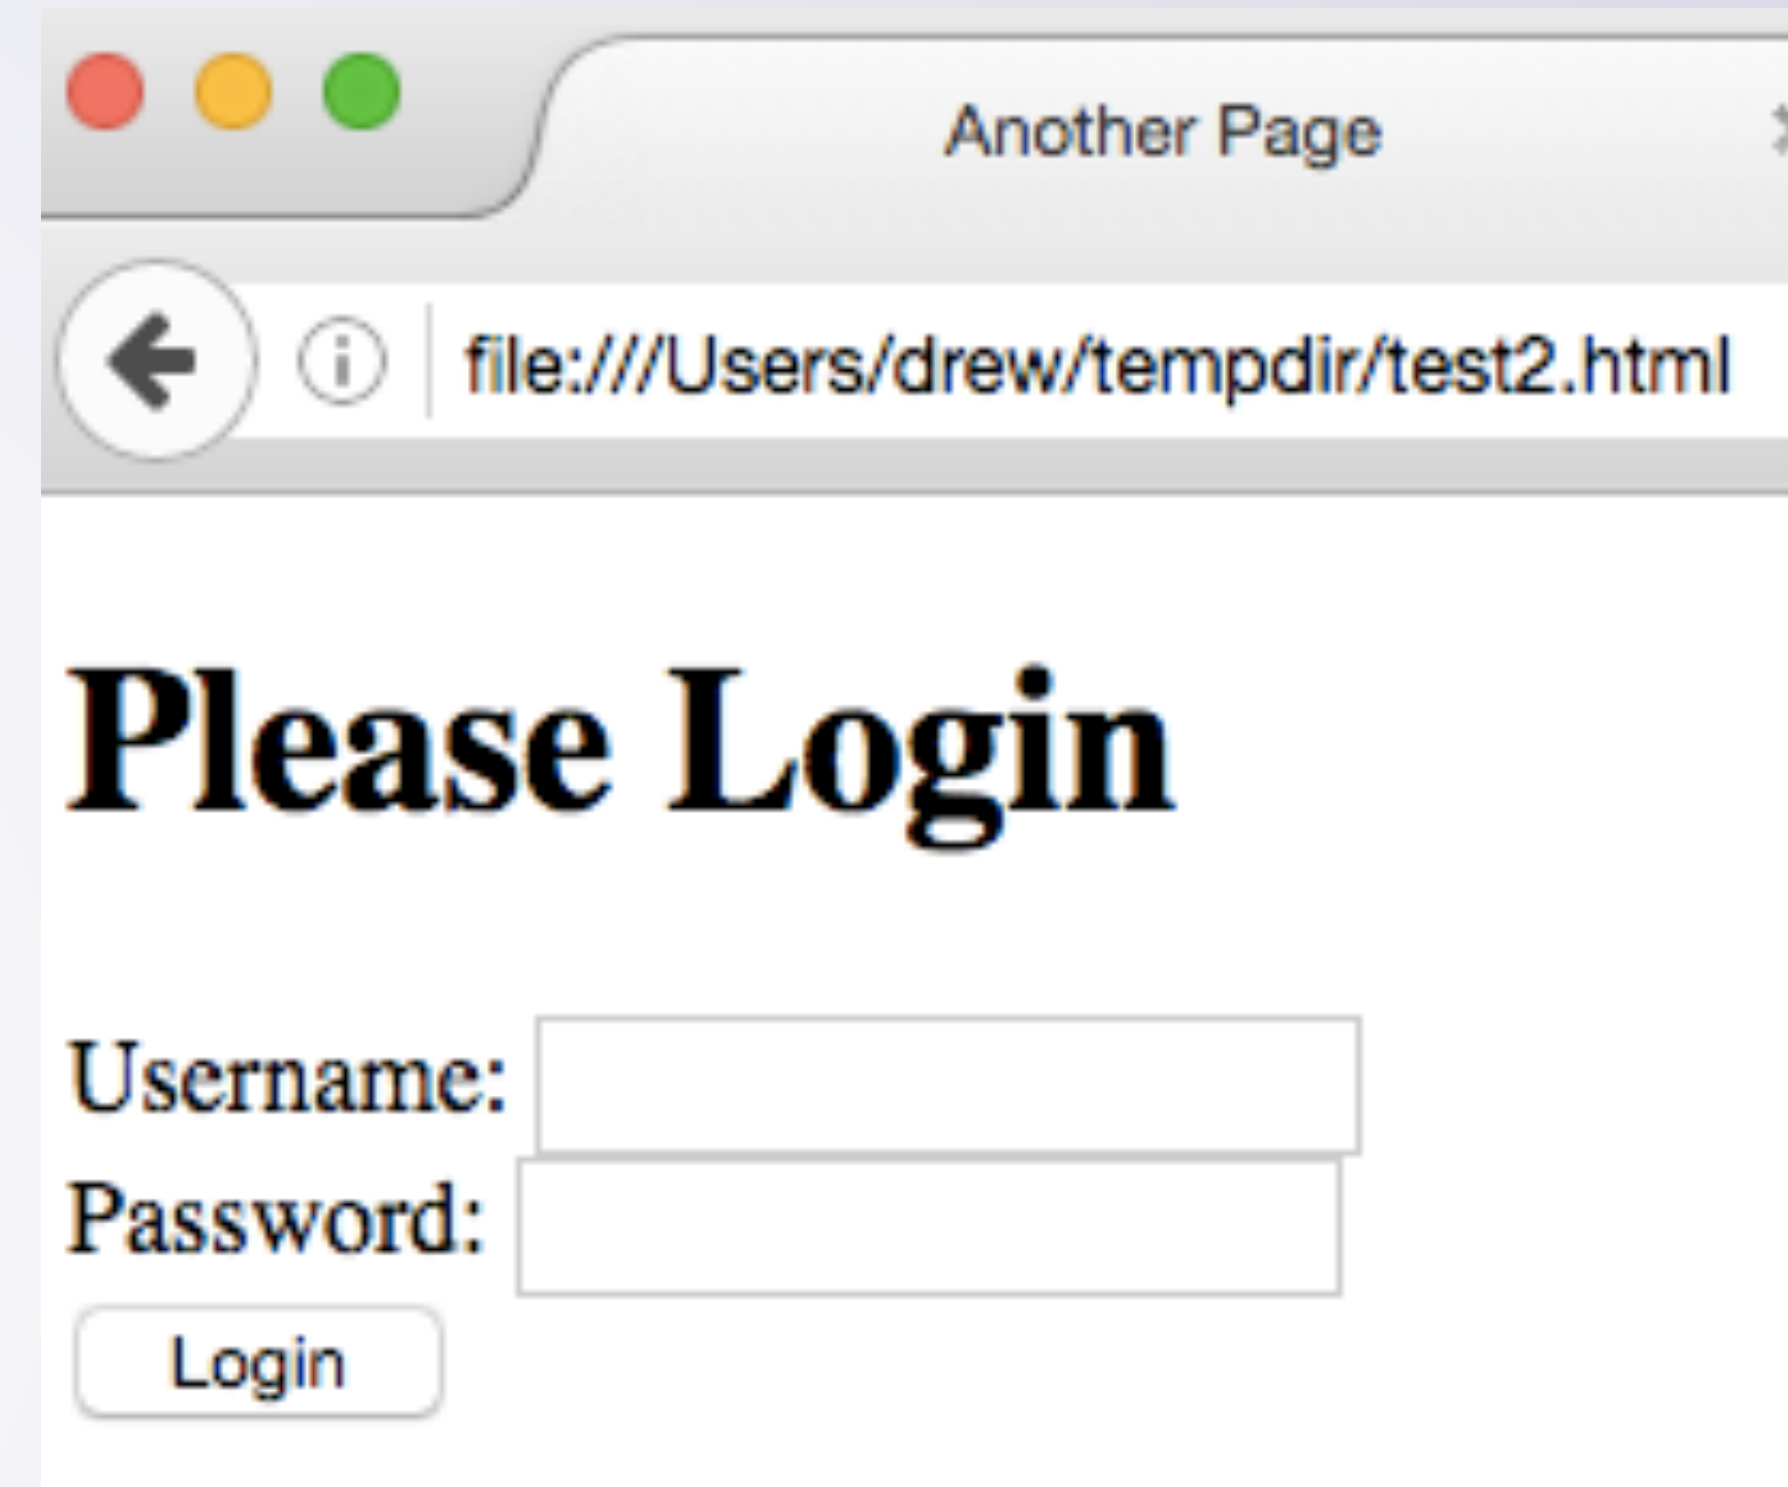 Another Page
file:///Users/drew/tempdir/test2.html
Please Login
Username:
Password:
Login